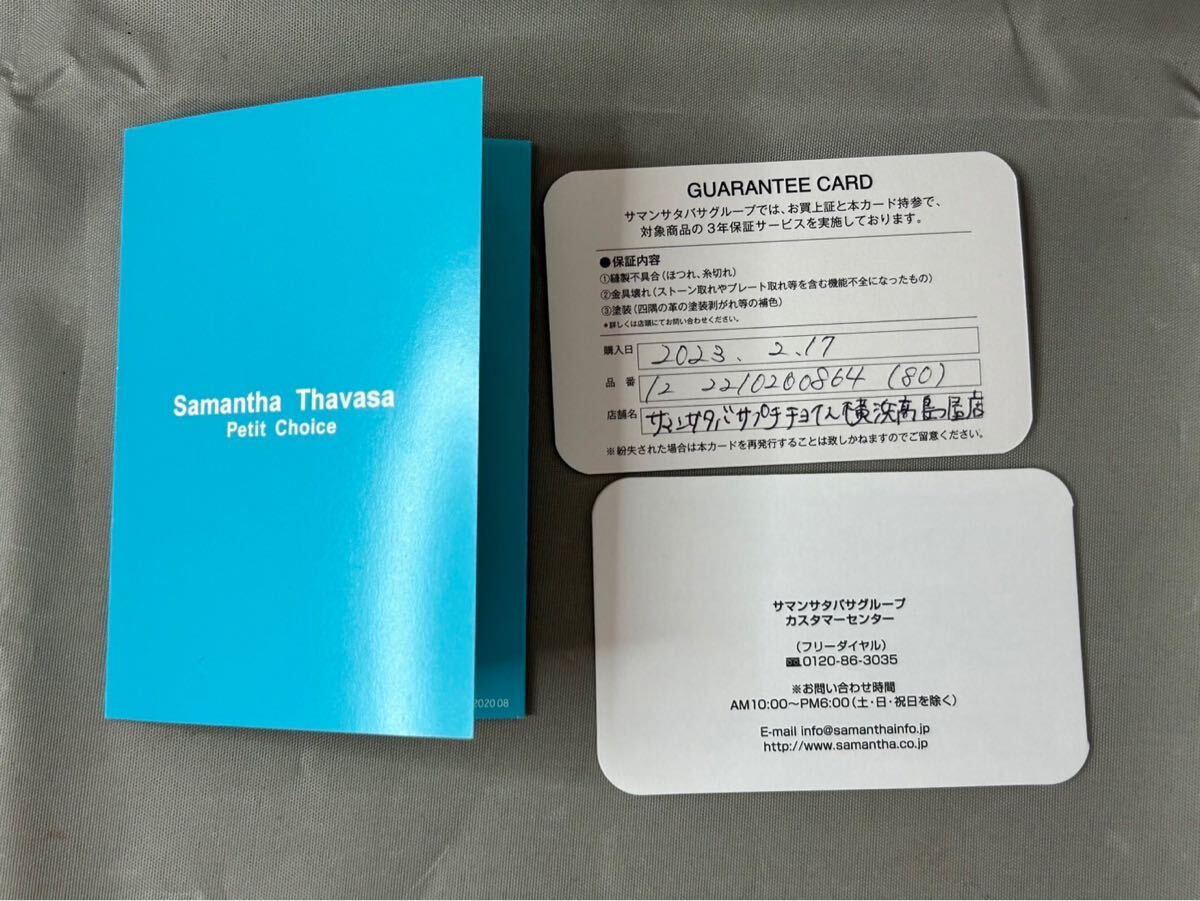 Samantha Thavasa
Petit Choice
2020 08
GUARANTEE CARD
サマンサタバサグループでは、お買上証と本カード持参で、
対象商品の3年保証サービスを実施しております。
●保証内容
①縫製不具合(ほつれ、糸切れ)
②金具壊れ(ストーン取れやプレート取れ等を含む機能不全になったもの)
③塗装(四隅の革の塗装剥がれ等の補色)
*詳しくは店頭にてお問い合わせください。
購入日 2023. 2.17
品番 12 2210200864 (80)
店舗名 サマンサタバサプチチョイス横浜高島屋店
※紛失された場合は本カードを再発行することは致しかねますのでご留意ください。
サマンサタバサグループ
カスタマーセンター
(フリーダイヤル)
0120-86-3035
※お問い合わせ時間
AM10:00〜PM6:00(土・日・祝日を除く)
E-mail info@samanthainfo.jp
http://www.samantha.co.jp